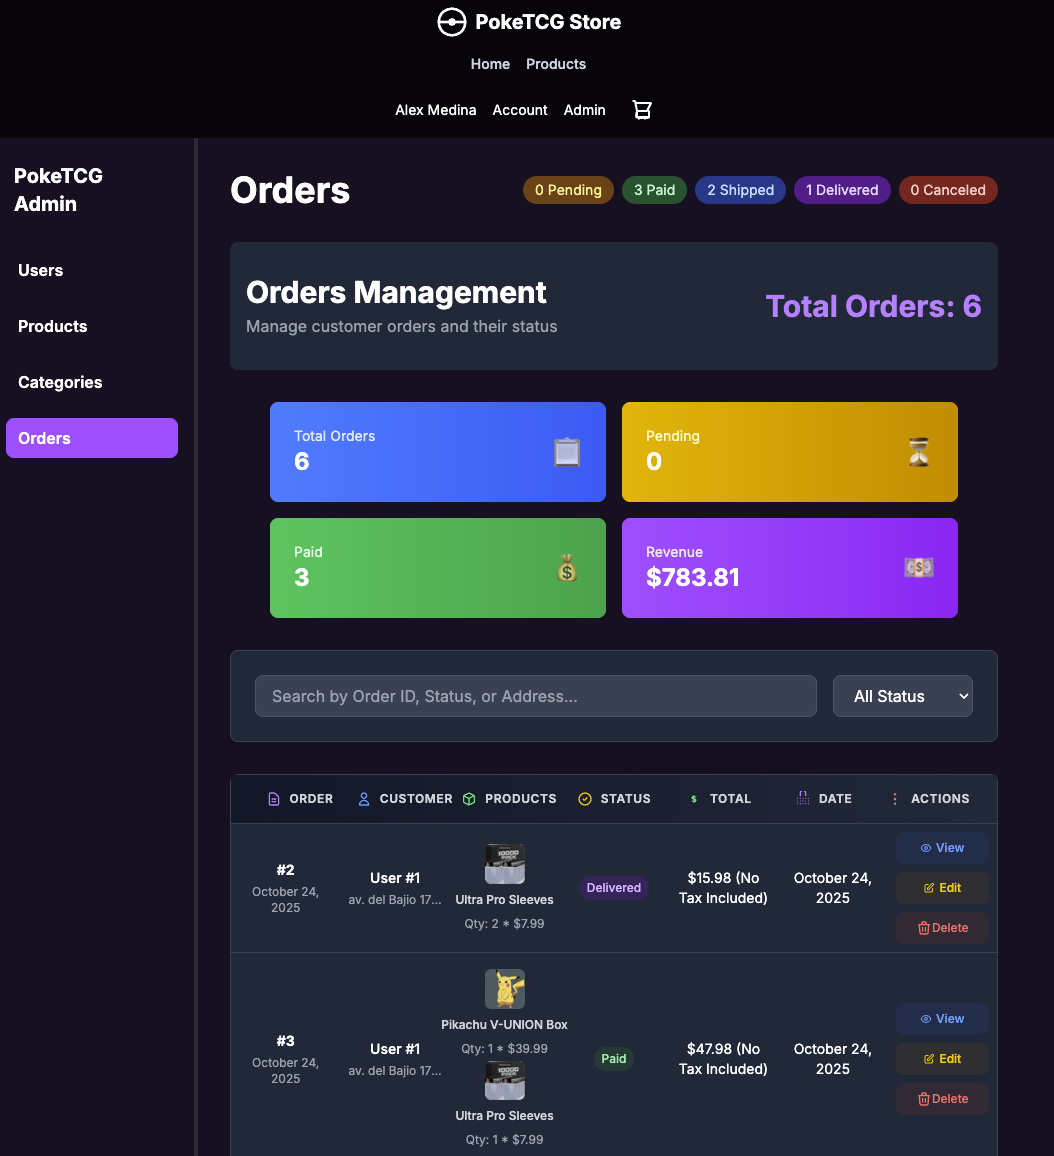 PokeTCG Store
Home Products
Alex Medina Account Admin
PokeTCG
Admin
Users
Products
Categories
Orders
Orders
0 Pending 3 Paid 2 Shipped 1 Delivered 0 Canceled
Orders Management
Manage customer orders and their status
Total Orders: 6
Total Orders
6
Pending
0
Paid
3
Revenue
$783.81
Search by Order ID, Status, or Address...
All Status
ORDER CUSTOMER PRODUCTS STATUS TOTAL DATE ACTIONS
#2
October 24,
2025
User #1
av. del Bajio 17...
10000
Ultra Pro Sleeves
Qty: 2 * $7.99
Delivered
$15.98 (No
Tax Included)
October 24,
2025
View
Edit
Delete
#3
October 24,
2025
User #1
av. del Bajio 17...
Pikachu V-UNION Box
Qty: 1 * $39.99
10000
Ultra Pro Sleeves
Qty: 1 * $7.99
Paid
$47.98 (No
Tax Included)
October 24,
2025
View
Edit
Delete